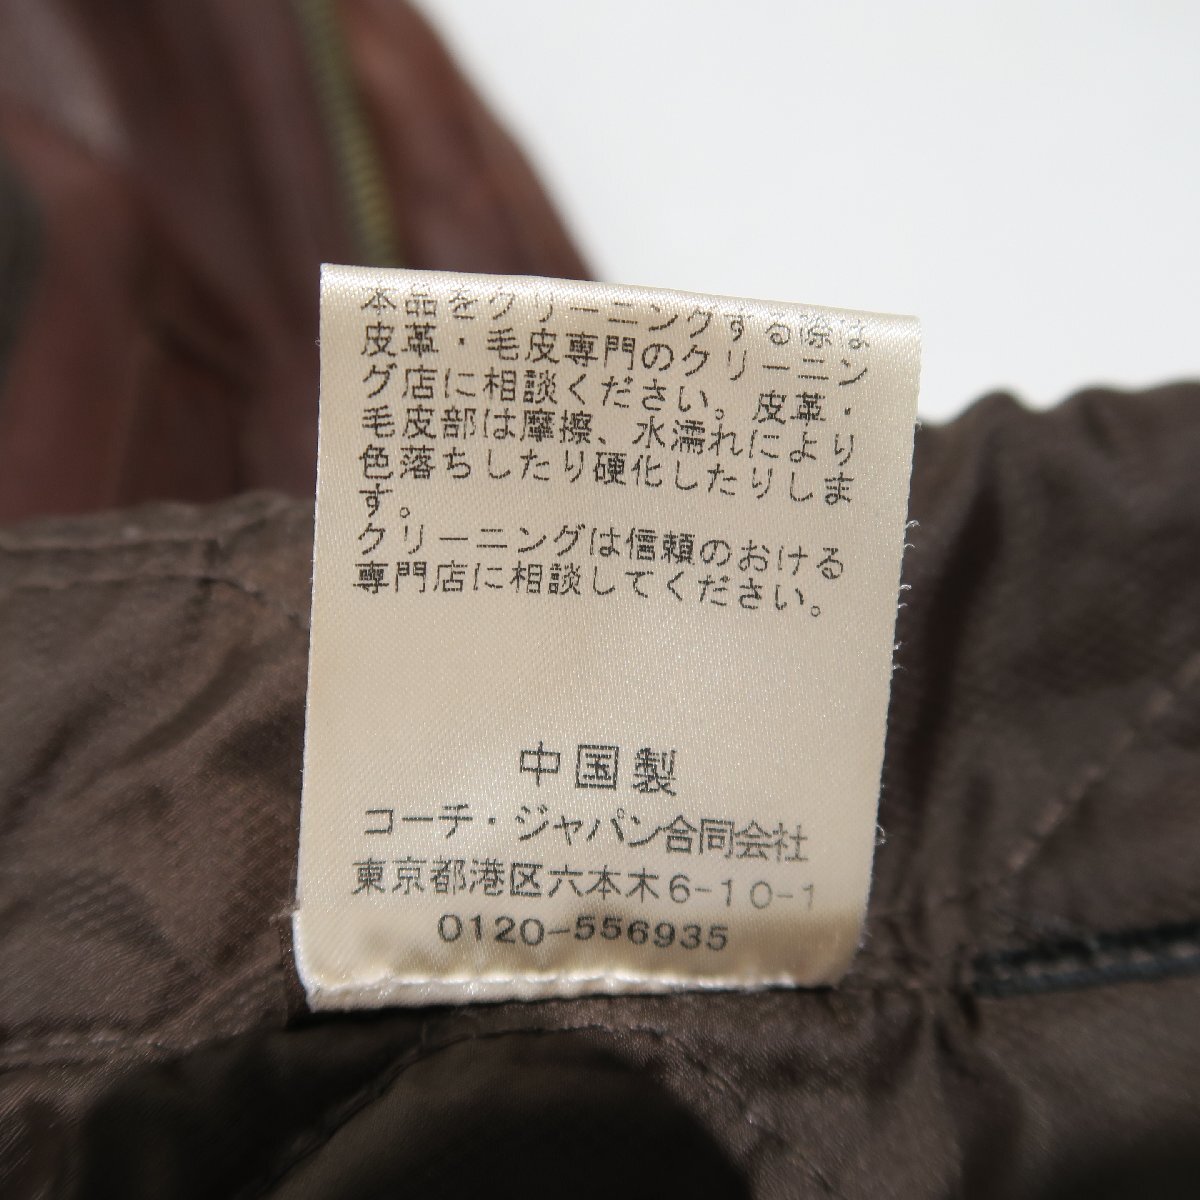 本品をクリーニングする際は
皮革・毛皮専門のクリーニン
グ店に相談ください。皮革・
毛皮部は摩擦、水濡れにより
色落ちしたり硬化したりしま
す。
クリーニングは信頼のおける
専門店に相談してください。
中国製
コーチ・ジャパン合同会社
東京都港区六本木6-10-1
0120-556935